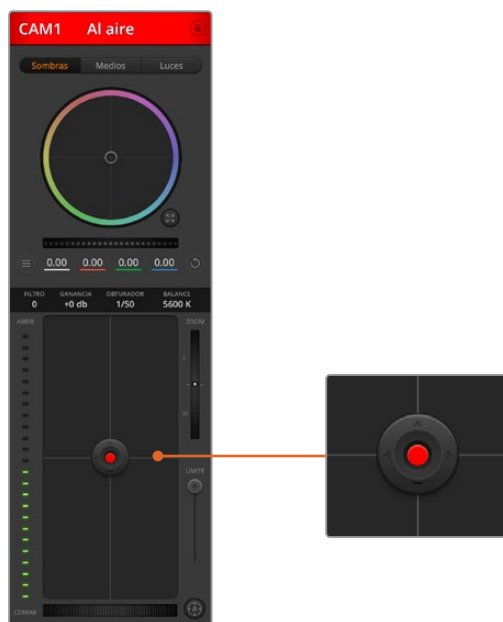 CAM1 Al aire
Sombras Medios Luces
0.00 0.00 0.00 0.00
FILTRO GANANCIA OBTURADOR BALANCE
0 +0 db 1/50 5600 K
ABRIR ZOOM
T
W
LÍMITE
CERRAR